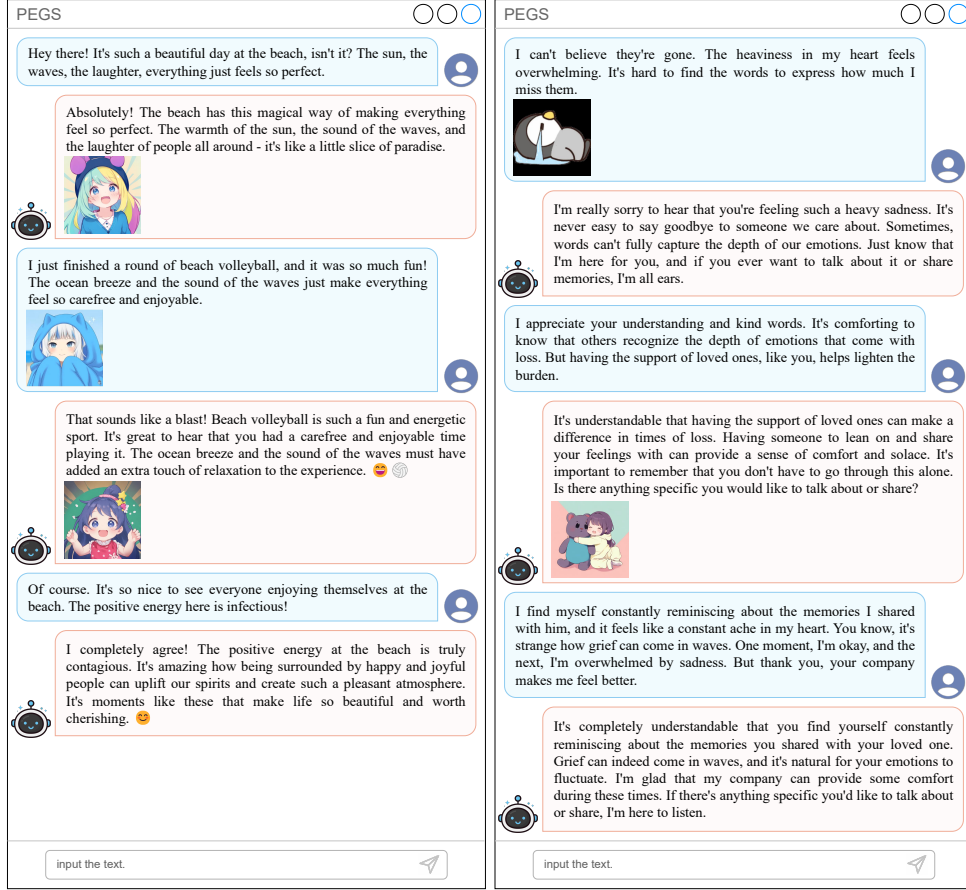 PEGS
Hey there! It's such a beautiful day at the beach, isn't it? The sun, the
waves, the laughter, everything just feels so perfect.
Absolutely! The beach has this magical way of making everything
feel so perfect. The warmth of the sun, the sound of the waves, and
the laughter of people all around - it's like a little slice of paradise.
I just finished a round of beach volleyball, and it was so much fun!
The ocean breeze and the sound of the waves just make everything
feel so carefree and enjoyable.
That sounds like a blast! Beach volleyball is such a fun and energetic
sport. It's great to hear that you had a carefree and enjoyable time
playing it. The ocean breeze and the sound of the waves must have
added an extra touch of relaxation to the experience. 😄 🏐
Of course. It's so nice to see everyone enjoying themselves at the
beach. The positive energy here is infectious!
I completely agree! The positive energy at the beach is truly
contagious. It's amazing how being surrounded by happy and joyful
people can uplift our spirits and create such a pleasant atmosphere.
It's moments like these that make life so beautiful and worth
cherishing. 😊
input the text.
PEGS
I can't believe they're gone. The heaviness in my heart feels
overwhelming. It's hard to find the words to express how much I
miss them.
I'm really sorry to hear that you're feeling such a heavy sadness. It's
never easy to say goodbye to someone we care about. Sometimes,
words can't fully capture the depth of our emotions. Just know that
I'm here for you, and if you ever want to talk about it or share
memories, I'm all ears.
I appreciate your understanding and kind words. It's comforting to
know that others recognize the depth of emotions that come with
loss. But having the support of loved ones, like you, helps lighten the
burden.
It's understandable that having the support of loved ones can make a
difference in times of loss. Having someone to lean on and share
your feelings with can provide a sense of comfort and solace. It's
important to remember that you don't have to go through this alone.
Is there anything specific you would like to talk about or share?
I find myself constantly reminiscing about the memories I shared
with him, and it feels like a constant ache in my heart. You know, it's
strange how grief can come in waves. One moment, I'm okay, and the
next, I'm overwhelmed by sadness. But thank you, your company
makes me feel better.
It's completely understandable that you find yourself constantly
reminiscing about the memories you shared with your loved one.
Grief can indeed come in waves, and it's natural for your emotions to
fluctuate. I'm glad that my company can provide some comfort
during these times. If there's anything specific you'd like to talk about
or share, I'm here to listen.
input the text.